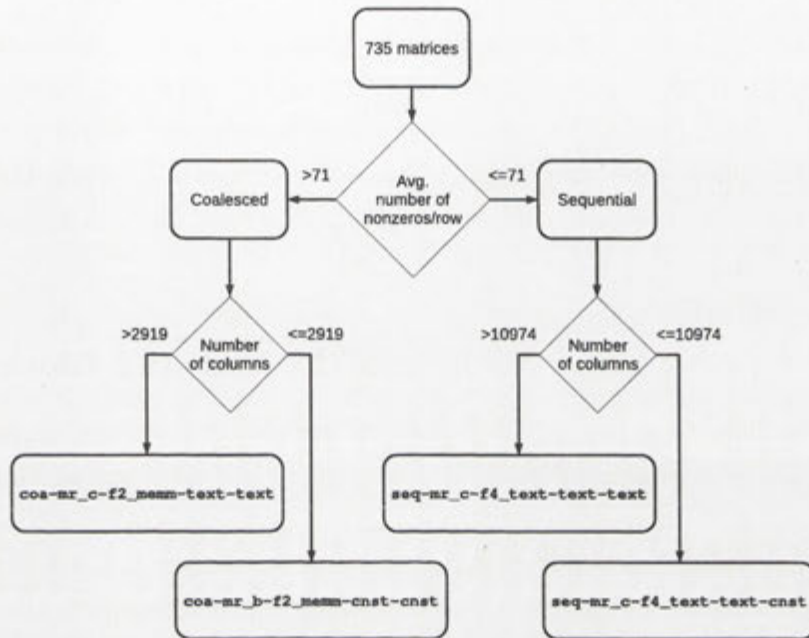 735 matrices
>71
Avg.
number of
nonzeros/row
<=71
Coalesced
Sequential
>2919
Number
of columns
<=2919
>10974
Number
of columns
<=10974
coa-mr_c-f2_memm-text-text
seq-mr_c-f4_text-text-text
coa-mr_b-f2_memm-cnst-cnst
seq-mr_c-f4_text-text-cnst